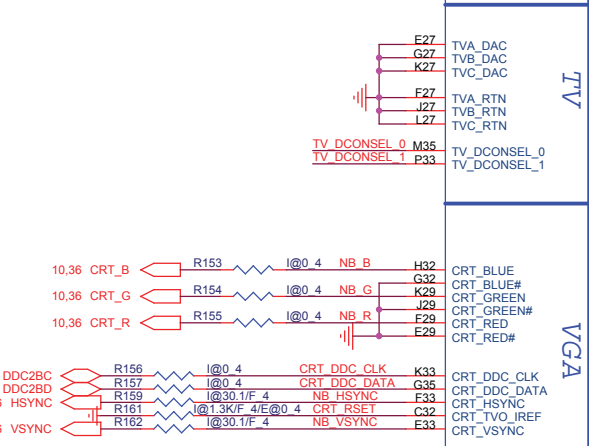 E27 TVA_DAC
G27 TVB_DAC
K27 TVC_DAC
TV
F27 TVA_RTN
J27 TVB_RTN
L27 TVC_RTN
TV_DCONSEL_0 M35 TV_DCONSEL_0
TV_DCONSEL_1 P33 TV_DCONSEL_1
10,36 CRT_B R153 I@0_4 NB_B H32 CRT_BLUE
G32 CRT_BLUE#
10,36 CRT_G R154 I@0_4 NB_G K29 CRT_GREEN
J29 CRT_GREEN#
10,36 CRT_R R155 I@0_4 NB_R F29 CRT_RED
E29 CRT_RED#
VGA
DDC2BC R156 I@0_4 CRT_DDC_CLK K33 CRT_DDC_CLK
DDC2BD R157 I@0_4 CRT_DDC_DATA G35 CRT_DDC_DATA
HSYNC R159 I@30.1/F_4 NB_HSYNC F33 CRT_HSYNC
R161 I@1.3K/F_4/E@0_4 CRT_RSET C32 CRT_TVO_IREF
VSYNC R162 I@30.1/F_4 NB_VSYNC E33 CRT_VSYNC